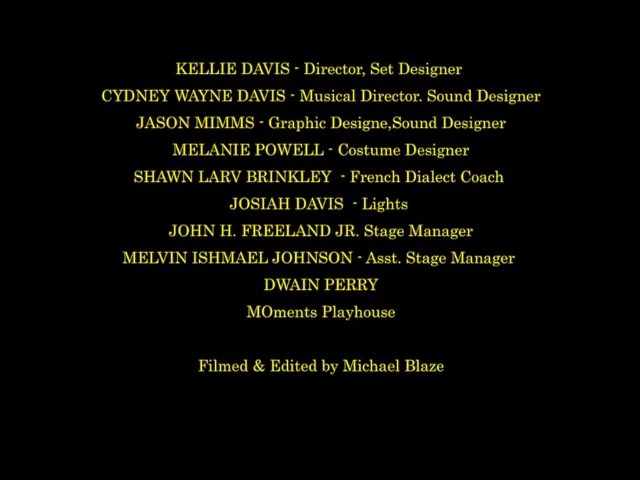 KELLIE DAVIS - Director, Set Designer
CYDNEY WAYNE DAVIS - Musical Director. Sound Designer
JASON MIMMS - Graphic Designe,Sound Designer
MELANIE POWELL - Costume Designer
SHAWN LARV BRINKLEY  - French Dialect Coach
JOSIAH DAVIS  - Lights
JOHN H. FREELAND JR. Stage Manager
MELVIN ISHMAEL JOHNSON - Asst. Stage Manager
DWAIN PERRY
MOments Playhouse
Filmed & Edited by Michael Blaze